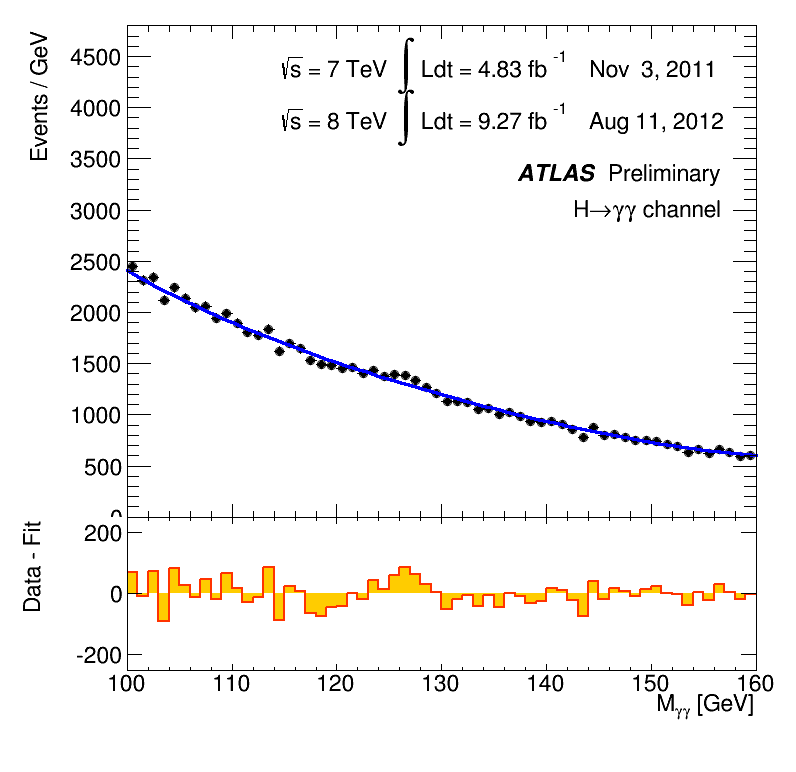 Events / GeV
4500
4000
3500
3000
2500
2000
1500
1000
500
0
√s = 7 TeV ∫ Ldt = 4.83 fb⁻¹ Nov 3, 2011
√s = 8 TeV ∫ Ldt = 9.27 fb⁻¹ Aug 11, 2012
ATLAS Preliminary
H→γγ channel
Data - Fit
200
0
-200
100 110 120 130 140 150 160
Mγγ [GeV]